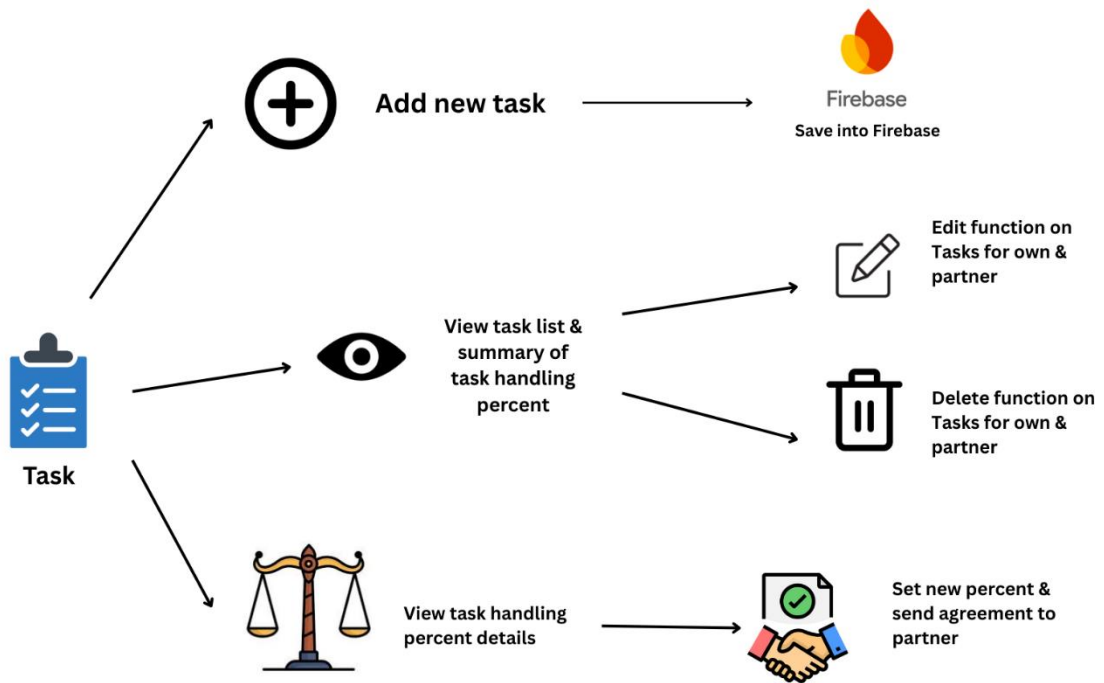 Add new task
Firebase
Save into Firebase
Edit function on
Tasks for own &
partner
View task list &
summary of
task handling
percent
Delete function on
Tasks for own &
partner
Task
View task handling
percent details
Set new percent &
send agreement to
partner